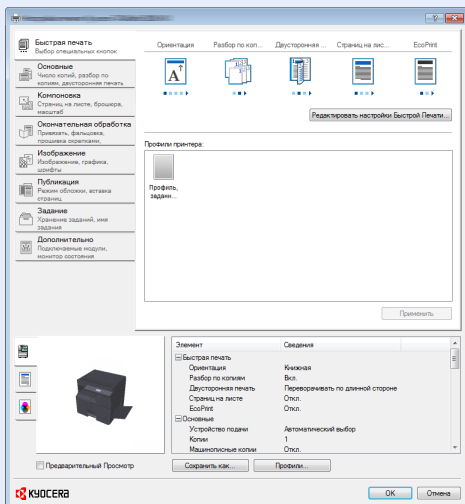 Быстрая печать
Выбор специальных кнопок
Основные
Число копий, разбор по
копиям, двусторонняя печать
Компоновка
Страниц на листе, брошюра,
масштаб
Окончательная обработка
Привязать, фальцовка,
прошивка скрепками,
Изображение
Изображение, графика,
шрифты
Публикация
Режим обложки, вставка
страниц
Задание
Хранение заданий, имя
задания
Дополнительно
Подключаемые модули,
монитор состояния
Ориентация Разбор по коп... Двусторонняя ... Страниц на лис... EcoPrint
A
Редактировать настройки Быстрой Печати...
Профили принтера:
Профиль,
заданн...
Применить
Элемент Сведения
Быстрая печать
Ориентация Книжная
Разбор по копиям Вкл.
Двусторонняя печать Переворачивать по длинной стороне
Страниц на листе Откл.
EcoPrint Откл.
Основные
Устройство подачи Автоматический выбор
Копии 1
Машинописные копии Откл.
Предварительный Просмотр
Сохранить как... Профили...
KYOCERA
OK Отмена